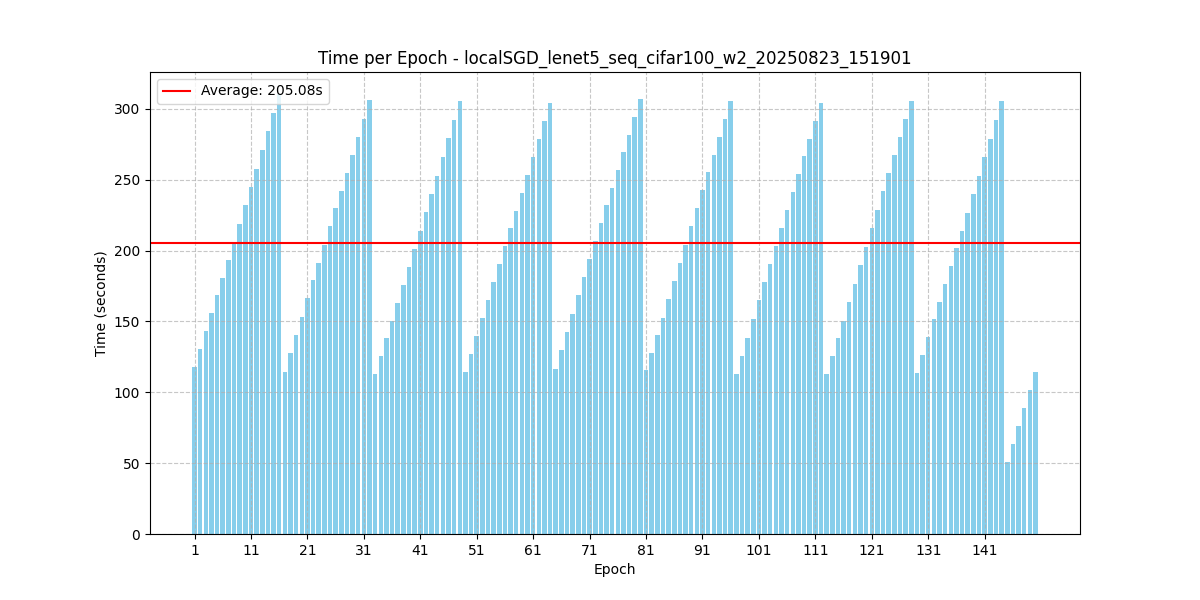 Time per Epoch - localSGD_lenet5_seq_cifar100_w2_20250823_151901
Average: 205.08s
300
250
200
150
100
50
0
Time (seconds)
1 11 21 31 41 51 61 71 81 91 101 111 121 131 141
Epoch